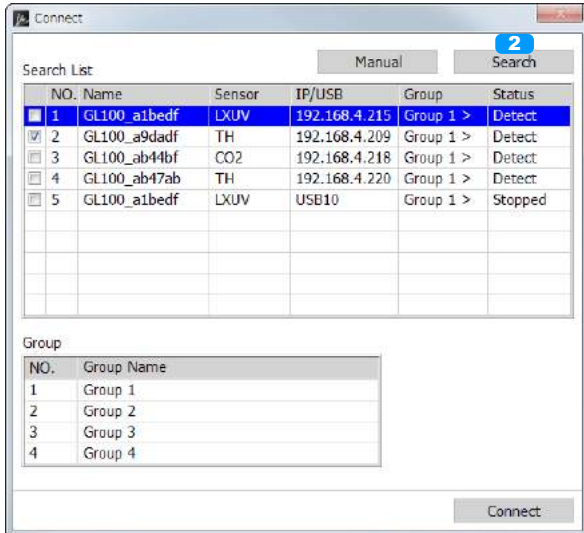 Connect
2
Search List Manual Search
NO. Name Sensor IP/USB Group Status
1 GL100_a1bedf LXUV 192.168.4.215 Group 1 > Detect
2 GL100_a9dadf TH 192.168.4.209 Group 1 > Detect
3 GL100_ab44bf CO2 192.168.4.218 Group 1 > Detect
4 GL100_ab47ab TH 192.168.4.220 Group 1 > Detect
5 GL100_a1bedf LXUV USB10 Group 1 > Stopped
Group
NO. Group Name
1 Group 1
2 Group 2
3 Group 3
4 Group 4
Connect